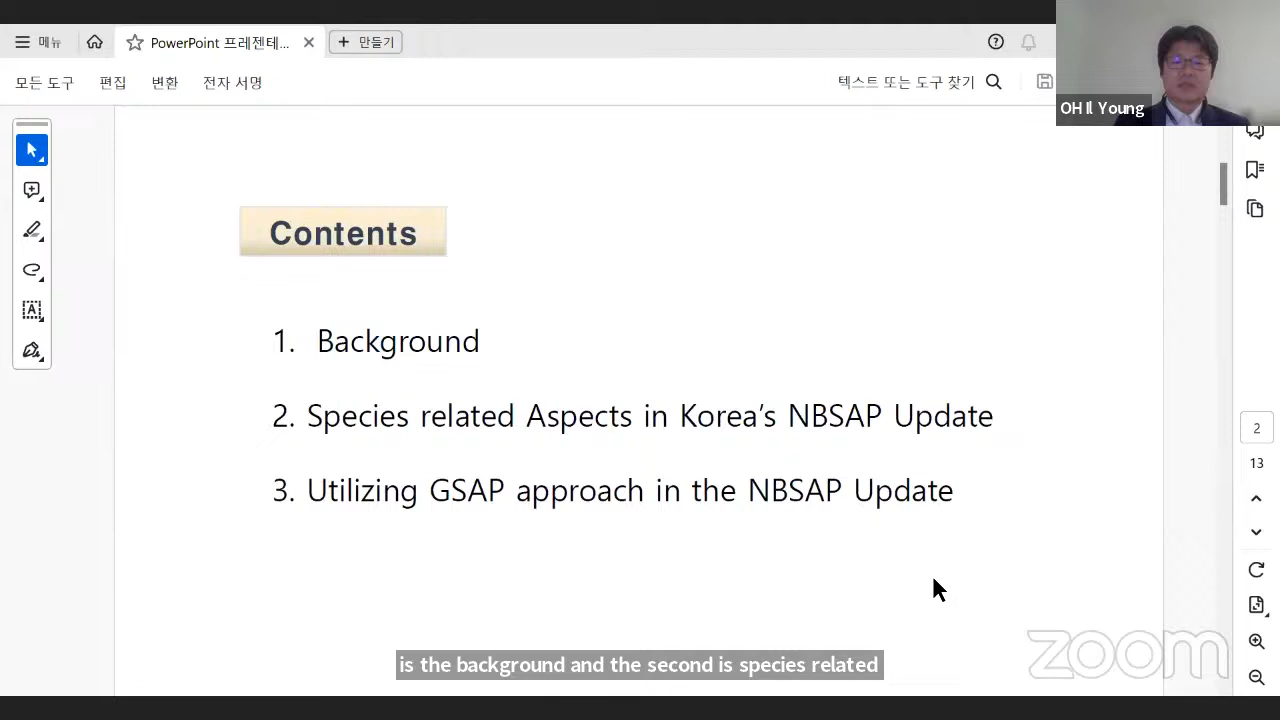 메뉴
PowerPoint 프레젠테...
만들기
모든 도구
편집
변환
전자 서명
텍스트 또는 도구 찾기
OH Il Young
Contents
1. Background
2. Species related Aspects in Korea's NBSAP Update
3. Utilizing GSAP approach in the NBSAP Update
2
13
is the background and the second is species related
zoom